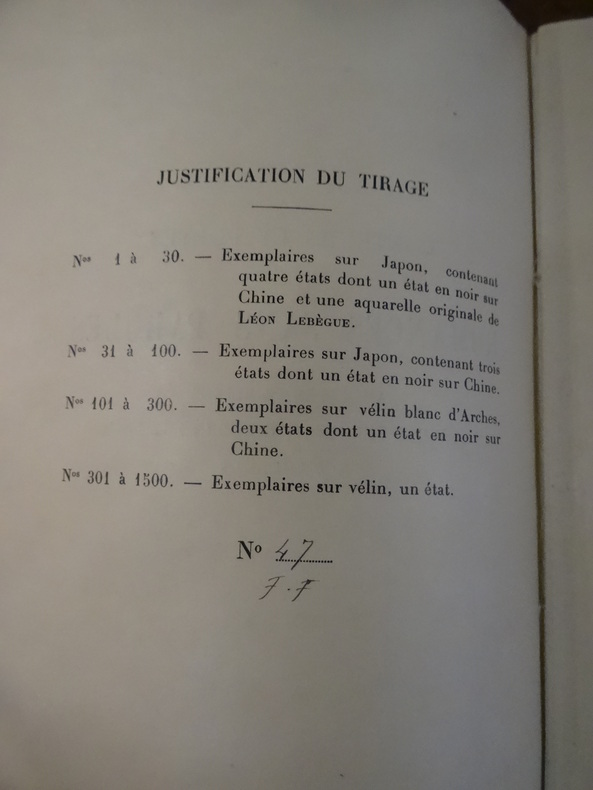 JUSTIFICATION DU TIRAGE
Nos 1 à 30. — Exemplaires sur Japon, contenant
quatre états dont un état en noir sur
Chine et une aquarelle originale de
LÉON LEBÈGUE.
Nos 31 à 100. — Exemplaires sur Japon, contenant trois
états dont un état en noir sur Chine.
Nos 101 à 300. — Exemplaires sur vélin blanc d'Arches,
deux états dont un état en noir sur
Chine.
Nos 301 à 1500. — Exemplaires sur vélin, un état.
No 47
F.F